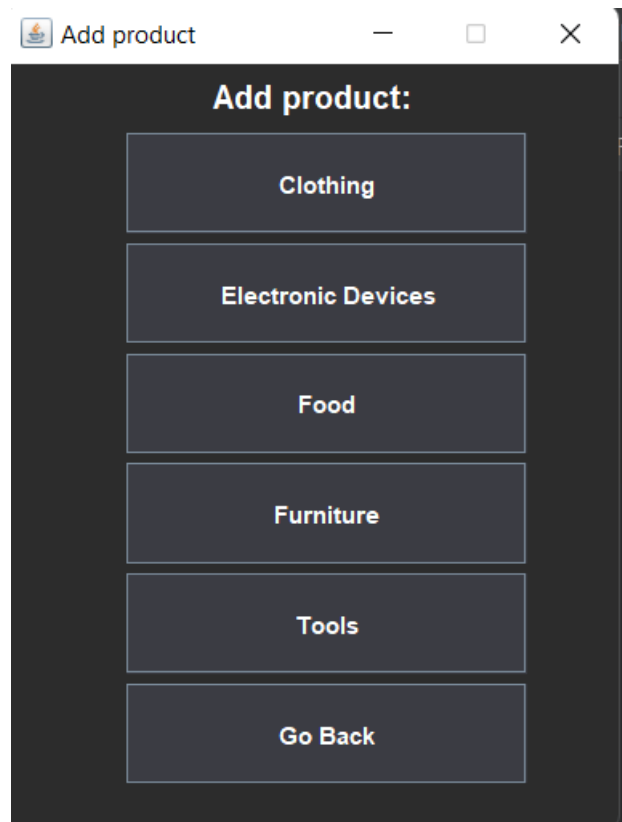 Add product
Add product:
Clothing
Electronic Devices
Food
Furniture
Tools
Go Back